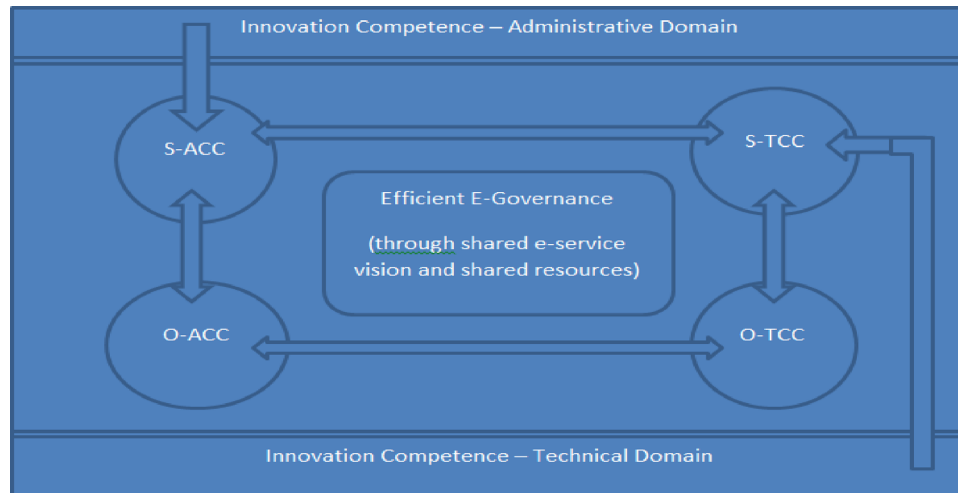 Innovation Competence – Administrative Domain
S-ACC
S-TCC
Efficient E-Governance
(through shared e-service
vision and shared resources)
O-ACC
O-TCC
Innovation Competence – Technical Domain